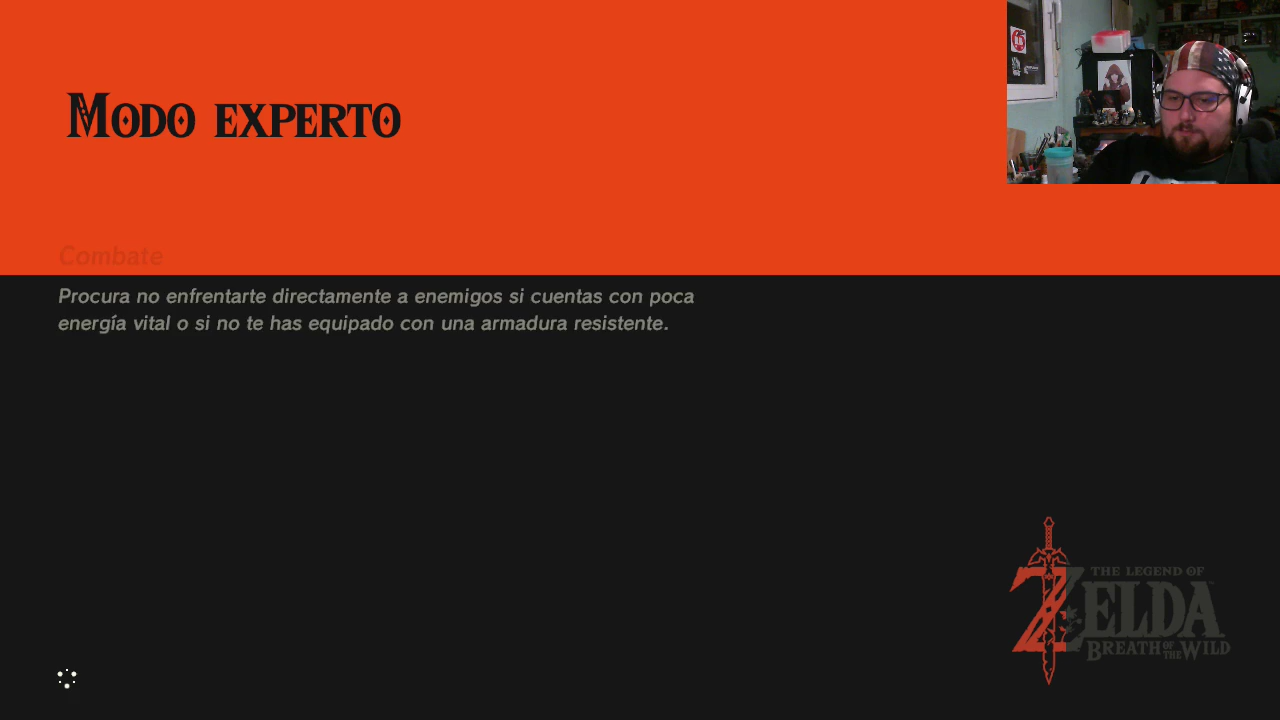 Modo experto
Combate
Procura no enfrentarte directamente a enemigos si cuentas con poca
energía vital o si no te has equipado con una armadura resistente.
THE LEGEND OF
ZELDA
BREATH OF THE WILD